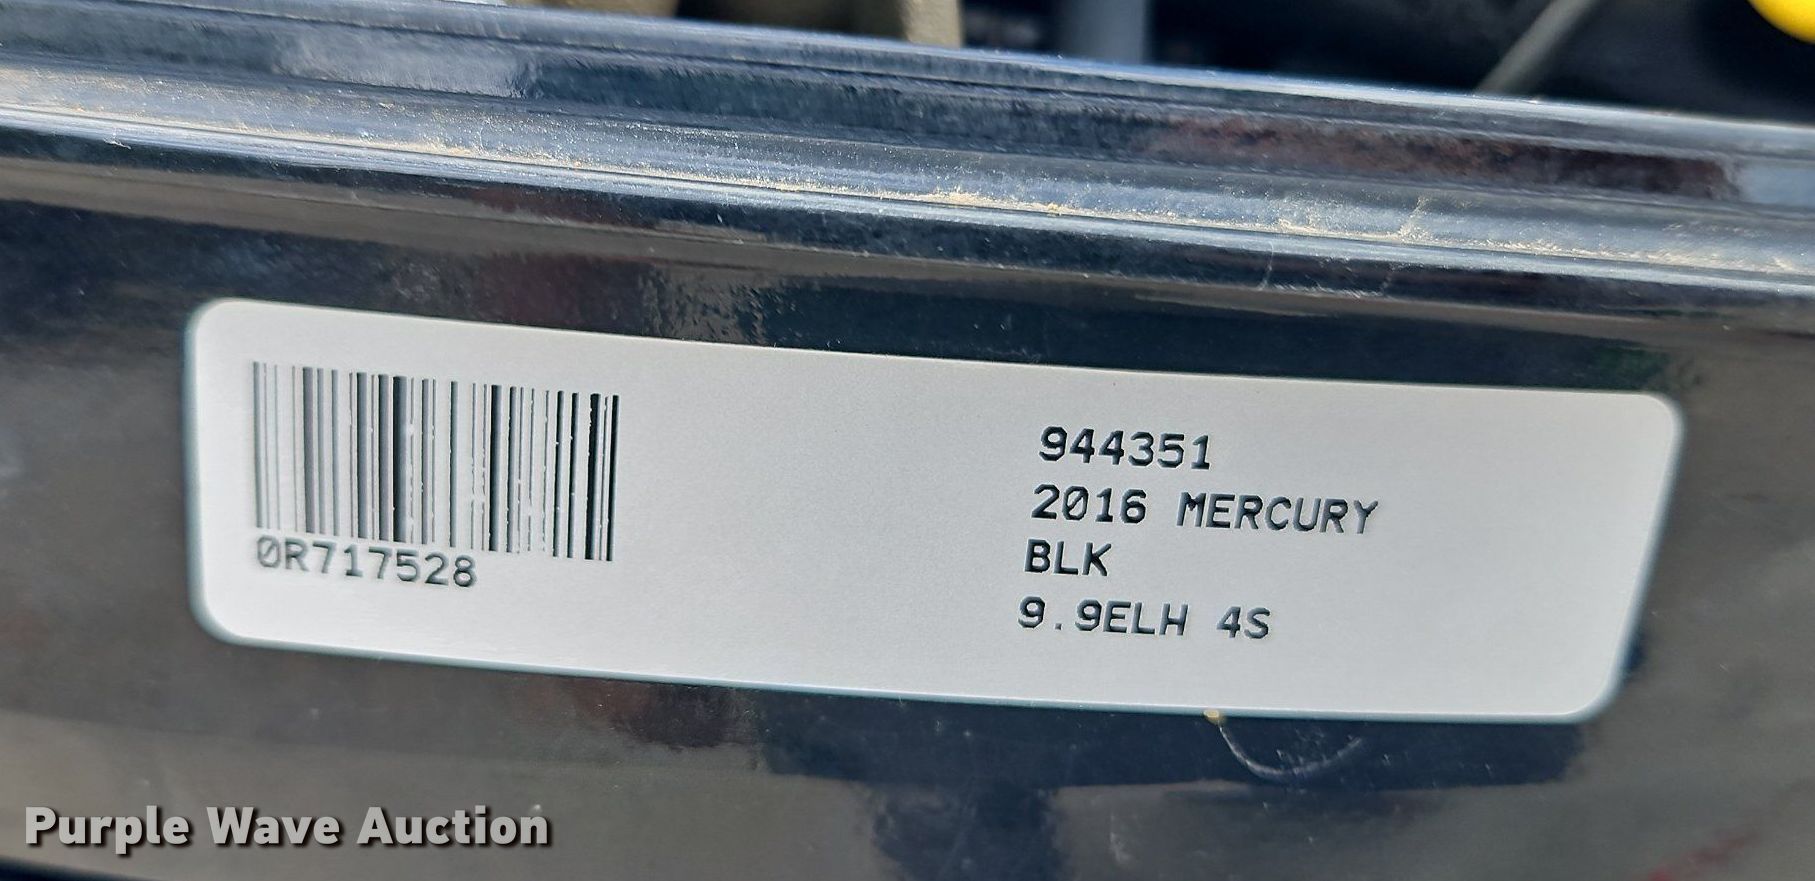 0R717528
944351
2016 MERCURY
BLK
9.9ELH 4S
Purple Wave Auction